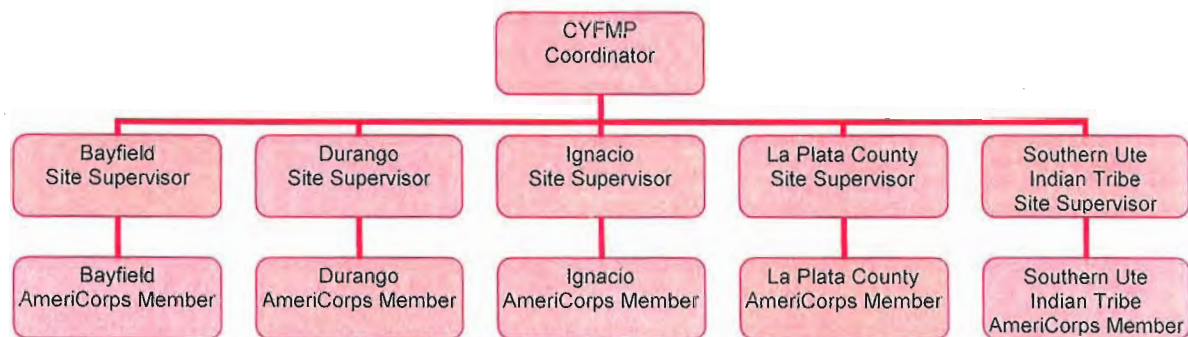 CYFMP
Coordinator
Bayfield
Site Supervisor
Durango
Site Supervisor
Ignacio
Site Supervisor
La Plata County
Site Supervisor
Southern Ute
Indian Tribe
Site Supervisor
Bayfield
AmeriCorps Member
Durango
AmeriCorps Member
Ignacio
AmeriCorps Member
La Plata County
AmeriCorps Member
Southern Ute
Indian Tribe
AmeriCorps Member